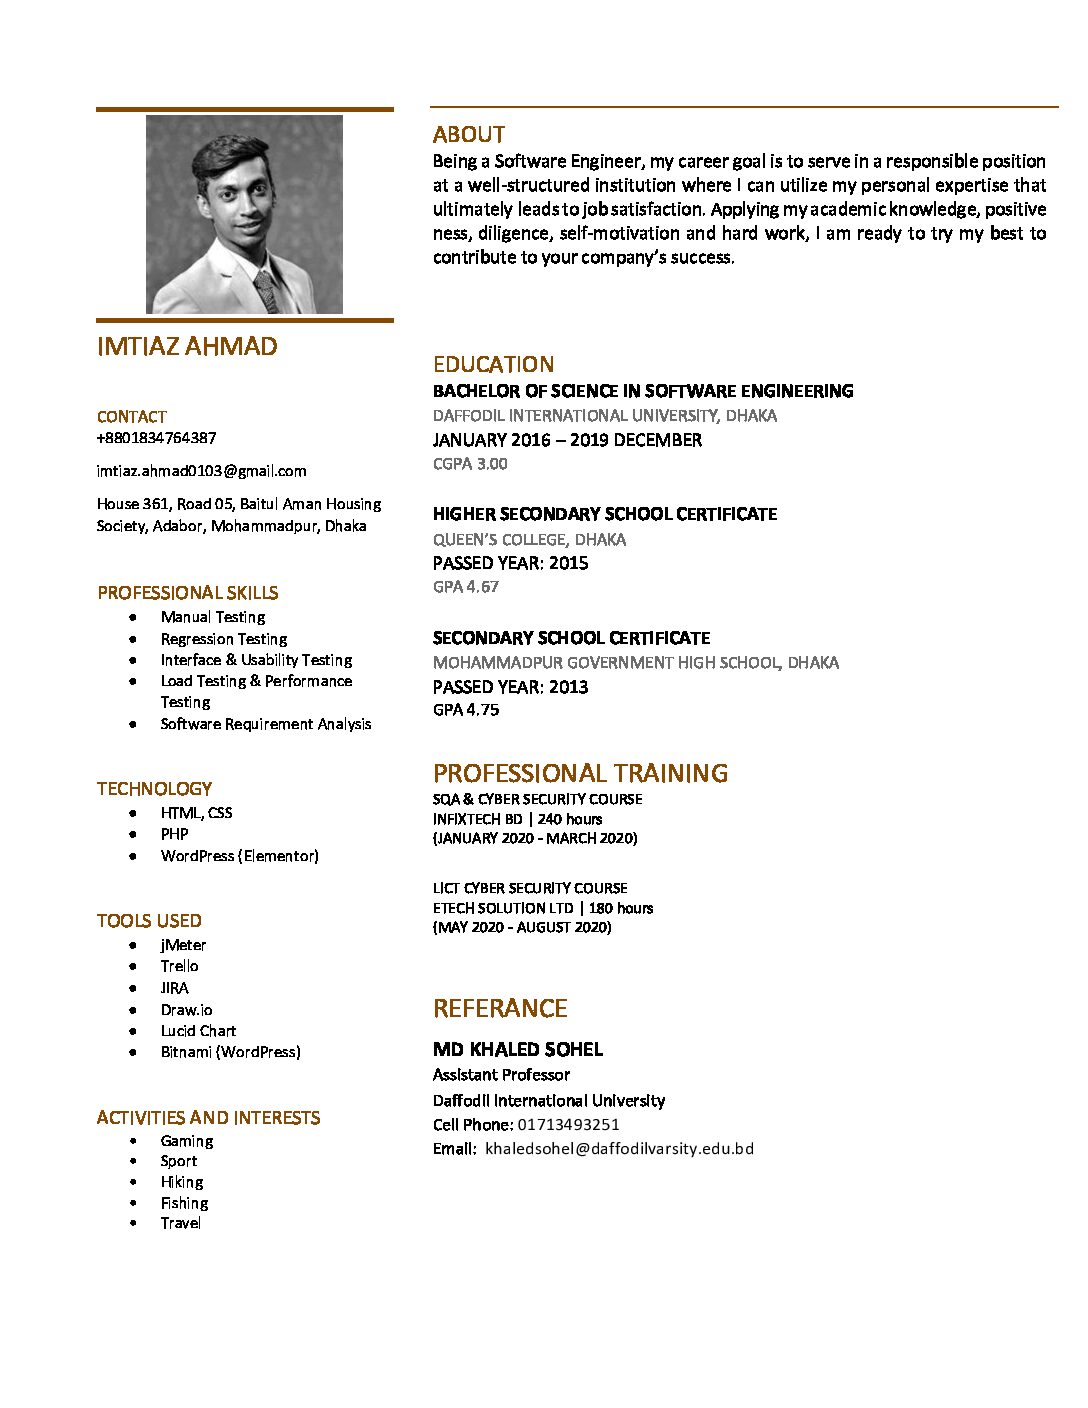 IMTIAZ AHMAD
CONTACT
+8801834764387
imtiaz.ahmad0103@gmail.com
House 361, Road 05, Baitul Aman Housing
Society, Adabor, Mohammadpur, Dhaka
PROFESSIONAL SKILLS
• Manual Testing
• Regression Testing
• Interface & Usability Testing
• Load Testing & Performance
Testing
• Software Requirement Analysis
TECHNOLOGY
• HTML, CSS
• PHP
• WordPress (Elementor)
TOOLS USED
• jMeter
• Trello
• JIRA
• Draw.io
• Lucid Chart
• Bitnami (WordPress)
ACTIVITIES AND INTERESTS
• Gaming
• Sport
• Hiking
• Fishing
• Travel
ABOUT
Being a Software Engineer, my career goal is to serve in a responsible position
at a well-structured institution where I can utilize my personal expertise that
ultimately leads to job satisfaction. Applying my academic knowledge, positive
ness, diligence, self-motivation and hard work, I am ready to try my best to
contribute to your company’s success.
EDUCATION
BACHELOR OF SCIENCE IN SOFTWARE ENGINEERING
DAFFODIL INTERNATIONAL UNIVERSITY, DHAKA
JANUARY 2016 – 2019 DECEMBER
CGPA 3.00
HIGHER SECONDARY SCHOOL CERTIFICATE
QUEEN’S COLLEGE, DHAKA
PASSED YEAR: 2015
GPA 4.67
SECONDARY SCHOOL CERTIFICATE
MOHAMMADPUR GOVERNMENT HIGH SCHOOL, DHAKA
PASSED YEAR: 2013
GPA 4.75
PROFESSIONAL TRAINING
SQA & CYBER SECURITY COURSE
INFIXTECH BD | 240 hours
(JANUARY 2020 - MARCH 2020)
LICT CYBER SECURITY COURSE
ETECH SOLUTION LTD | 180 hours
(MAY 2020 - AUGUST 2020)
REFERANCE
MD KHALED SOHEL
Assistant Professor
Daffodil International University
Cell Phone: 01713493251
Email: khaledsohel@daffodilvarsity.edu.bd